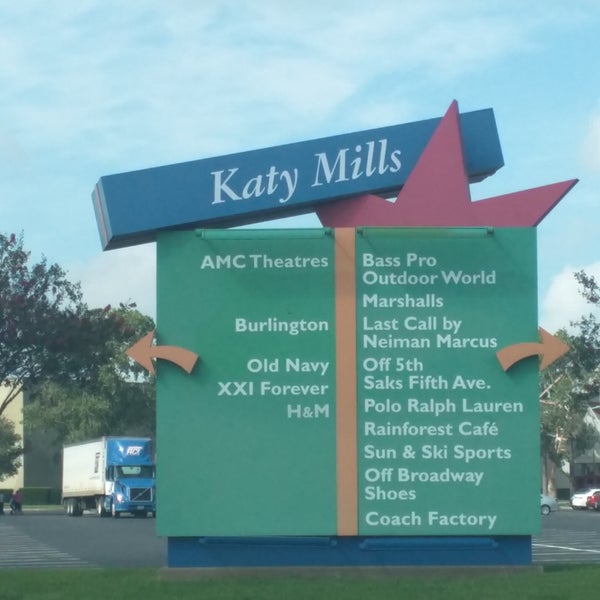 Katy Mills
AMC Theatres
Burlington
Old Navy
XXI Forever
H&M
Bass Pro
Outdoor World
Marshalls
Last Call by
Neiman Marcus
Off 5th
Saks Fifth Ave.
Polo Ralph Lauren
Rainforest Café
Sun & Ski Sports
Off Broadway
Shoes
Coach Factory